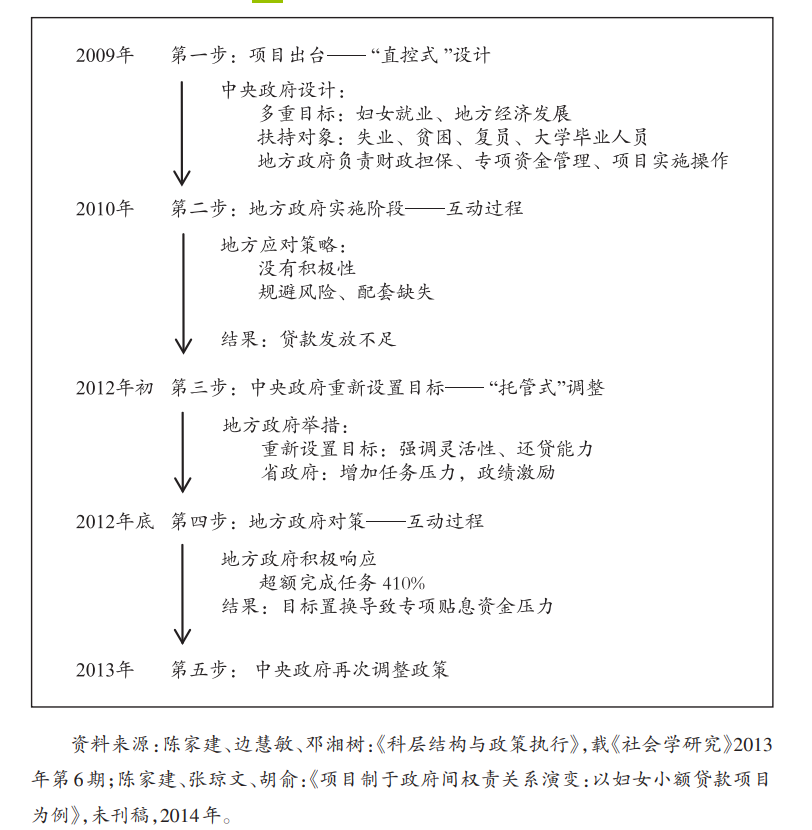 2009年 第一步：项目出台——“直控式”设计
中央政府设计：
多重目标：妇女就业、地方经济发展
扶持对象：失业、贫困、复员、大学毕业人员
地方政府负责财政担保、专项资金管理、项目实施操作
2010年 第二步：地方政府实施阶段——互动过程
地方应对策略：
没有积极性
规避风险、配套缺失
结果：贷款发放不足
2012年初 第三步：中央政府重新设置目标——“托管式”调整
地方政府举措：
重新设置目标：强调灵活性、还贷能力
省政府：增加任务压力，政绩激励
2012年底 第四步：地方政府对策——互动过程
地方政府积极响应
超额完成任务 410%
结果：目标置换导致专项贴息资金压力
2013年 第五步：中央政府再次调整政策
资料来源：陈家建、边慧敏、邓湘树：《科层结构与政策执行》，载《社会学研究》2013
年第6期；陈家建、张琼文、胡俞：《项目制于政府间权责关系演变：以妇女小额贷款项目
为例》，未刊稿，2014年。